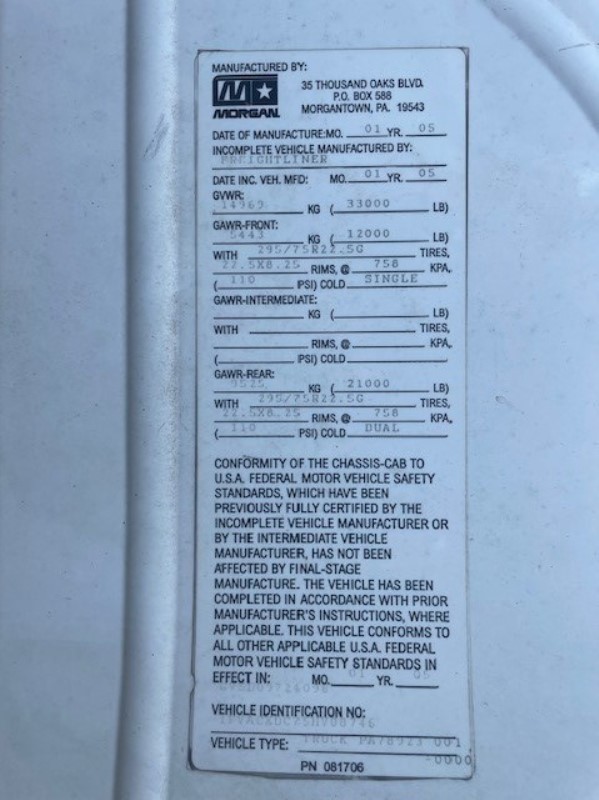 MANUFACTURED BY:
MORGAN
35 THOUSAND OAKS BLVD.
P.O. BOX 588
MORGANTOWN, PA. 19543
DATE OF MANUFACTURE: MO. 01 YR. 05
INCOMPLETE VEHICLE MANUFACTURED BY:
FREIGHTLINER
DATE INC. VEH. MFD: MO. 01 YR. 05
GVWR:
14969 KG ( 33000 LB)
GAWR-FRONT:
5443 KG ( 12000 LB)
WITH 295/75R22.5G TIRES,
22.5X8.25 RIMS, @ 758 KPA,
( 110 PSI) COLD SINGLE
GAWR-INTERMEDIATE:
KG ( LB)
WITH TIRES,
RIMS, @ KPA,
( PSI) COLD
GAWR-REAR:
9525 KG ( 21000 LB)
WITH 295/75R22.5G TIRES,
22.5X8.25 RIMS, @ 758 KPA,
( 110 PSI) COLD DUAL
CONFORMITY OF THE CHASSIS-CAB TO
U.S.A. FEDERAL MOTOR VEHICLE SAFETY
STANDARDS, WHICH HAVE BEEN
PREVIOUSLY FULLY CERTIFIED BY THE
INCOMPLETE VEHICLE MANUFACTURER OR
BY THE INTERMEDIATE VEHICLE
MANUFACTURER, HAS NOT BEEN
AFFECTED BY FINAL-STAGE
MANUFACTURE. THE VEHICLE HAS BEEN
COMPLETED IN ACCORDANCE WITH PRIOR
MANUFACTURER'S INSTRUCTIONS, WHERE
APPLICABLE. THIS VEHICLE CONFORMS TO
ALL OTHER APPLICABLE U.S.A. FEDERAL
MOTOR VEHICLE SAFETY STANDARDS IN
EFFECT IN: MO. 01 YR. 05
VEHICLE IDENTIFICATION NO:
VEHICLE TYPE: TRUCK PA78923 001
-0000
PN 081706